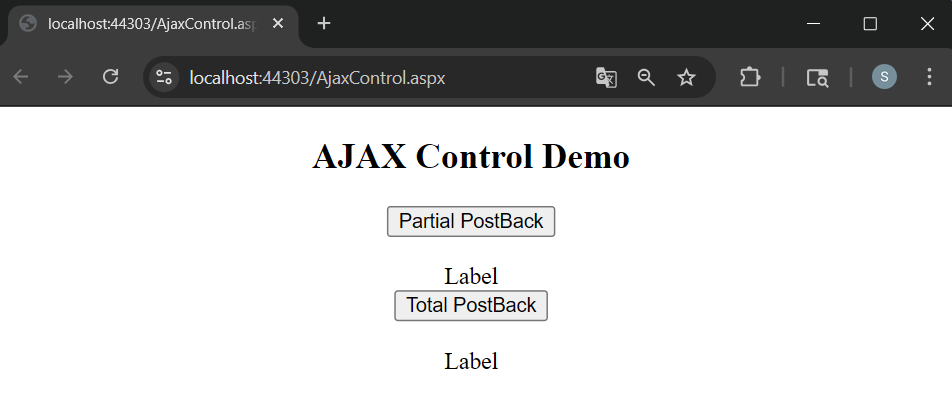 localhost:44303/AjaxControl.asp
localhost:44303/AjaxControl.aspx
S
AJAX Control Demo
Partial PostBack
Label
Total PostBack
Label